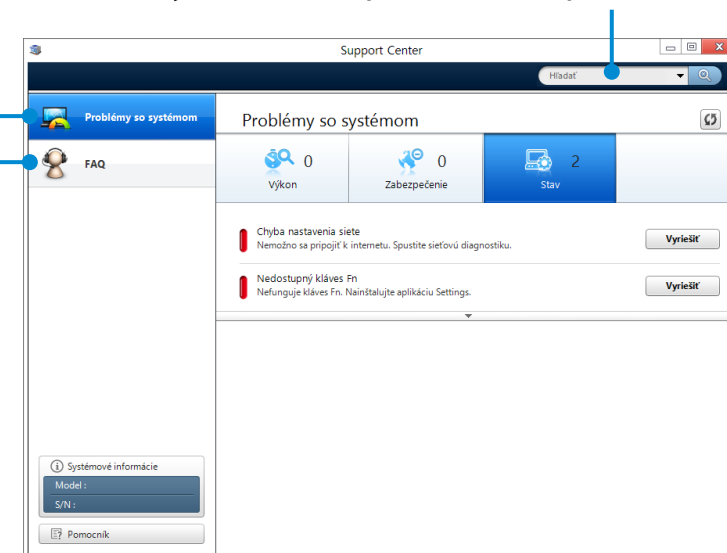 Support Center
Hľadať
Problémy so systémom
FAQ
Problémy so systémom
0
Výkon
0
Zabezpečenie
2
Stav
Chyba nastavenia siete
Nemožno sa pripojiť k internetu. Spustite sieťovú diagnostiku.
Vyriešiť
Nedostupný kláves Fn
Nefunguje kláves Fn. Nainštalujte aplikáciu Settings.
Vyriešiť
Systémové informácie
Model :
S/N :
Pomocník